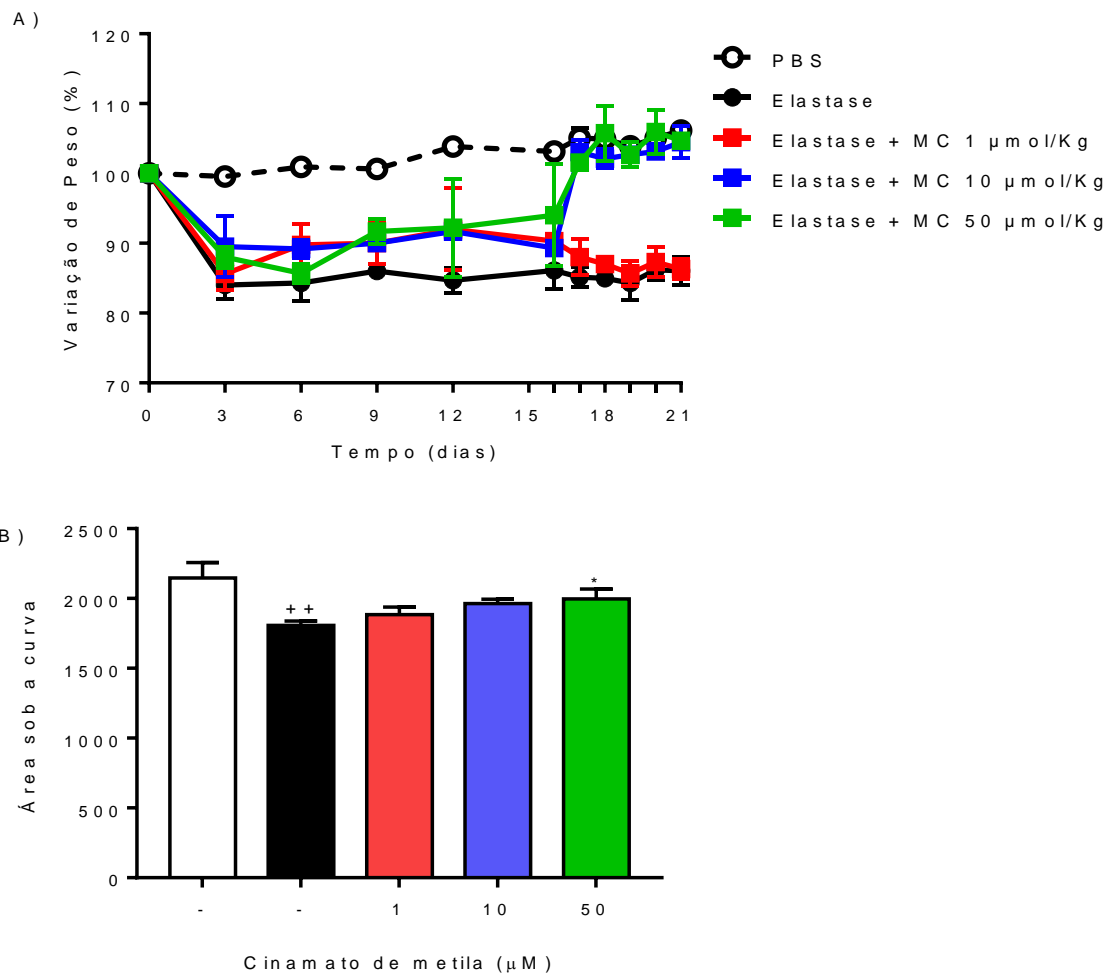 A)
120
110
100
90
80
70
Variação de Peso (%)
0 3 6 9 12 15 18 21
Tempo (dias)
PBS
Elastase
Elastase + MC 1 µmol/Kg
Elastase + MC 10 µmol/Kg
Elastase + MC 50 µmol/Kg
B)
2500
2000
1500
1000
500
0
Área sob a curva
++
*
- - 1 10 50
Cinamato de metila (µM)